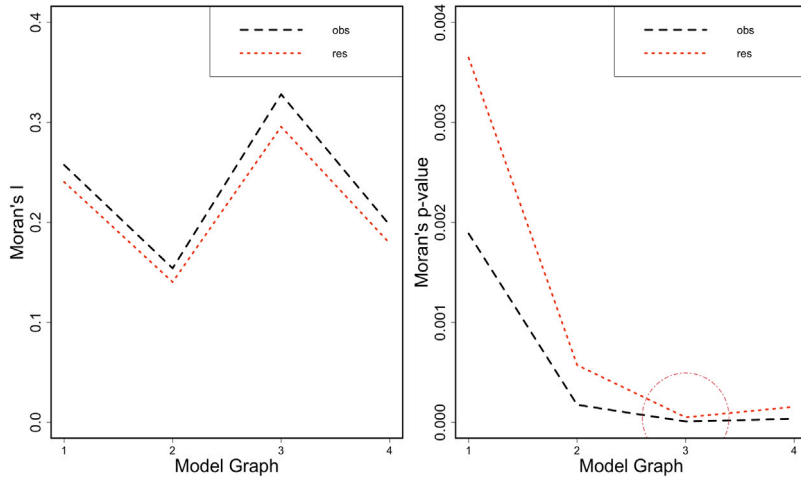 obs
res
0.4
0.3
0.2
0.1
0.0
Moran's I
1 2 3 4
Model Graph
obs
res
0.004
0.003
0.002
0.001
0.000
Moran's p-value
1 2 3 4
Model Graph